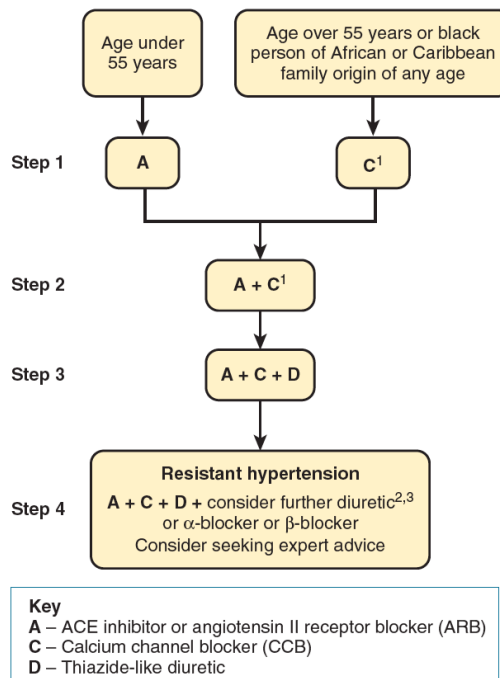 Age under
55 years
Age over 55 years or black
person of African or Caribbean
family origin of any age
Step 1
A
C¹
Step 2
A + C¹
Step 3
A + C + D
Step 4
Resistant hypertension
A + C + D + consider further diuretic²,³
or α-blocker or β-blocker
Consider seeking expert advice
Key
A – ACE inhibitor or angiotensin II receptor blocker (ARB)
C – Calcium channel blocker (CCB)
D – Thiazide-like diuretic